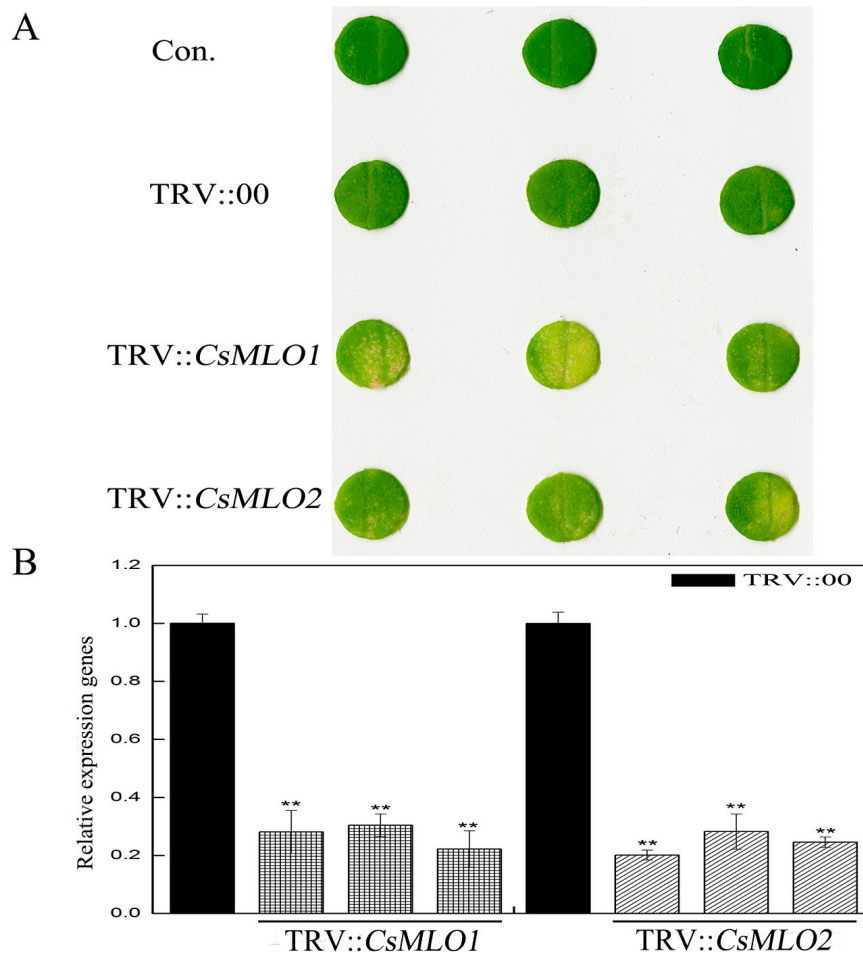 A
Con.
TRV::00
TRV::CsMLO1
TRV::CsMLO2
B
Relative expression genes
1.2
1.0
0.8
0.6
0.4
0.2
0.0
TRV::00
**
**
**
**
**
**
TRV::CsMLO1
TRV::CsMLO2